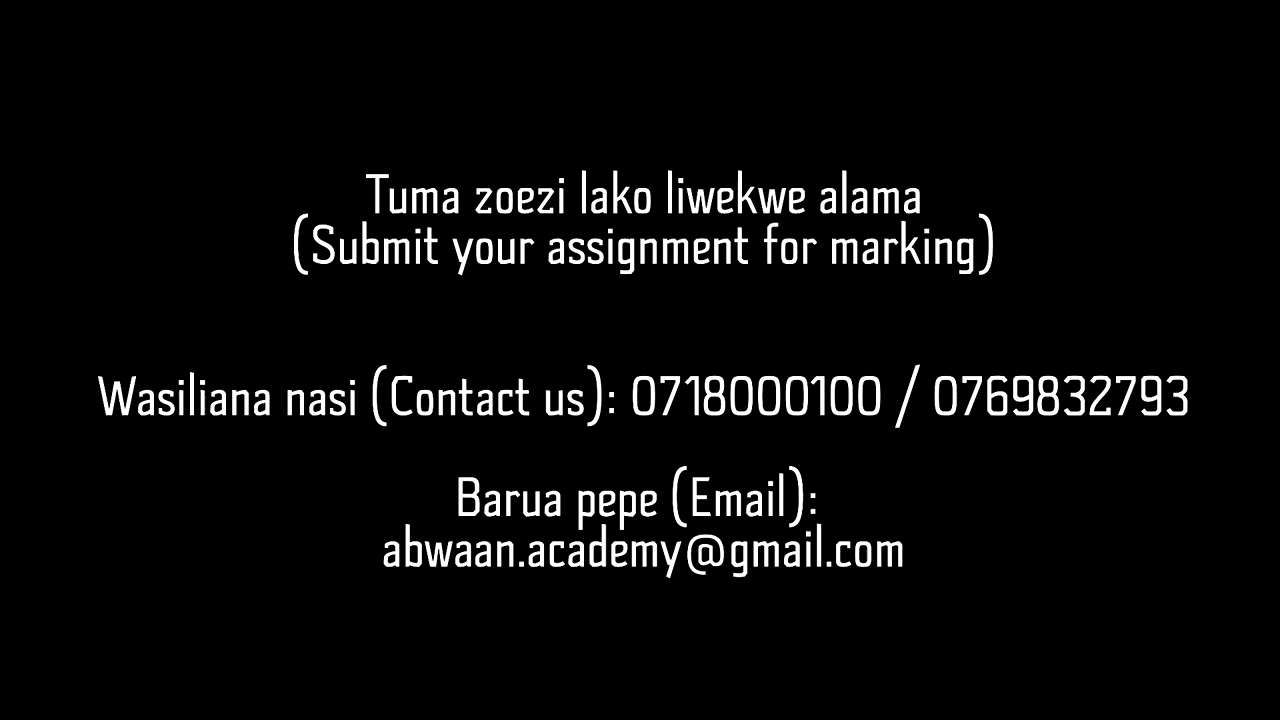 Tuma zoezi lako liwekwe alama
(Submit your assignment for marking)
Wasiliana nasi (Contact us): 0718000100 / 0769832793
Barua pepe (Email):
abwaan.academy@gmail.com